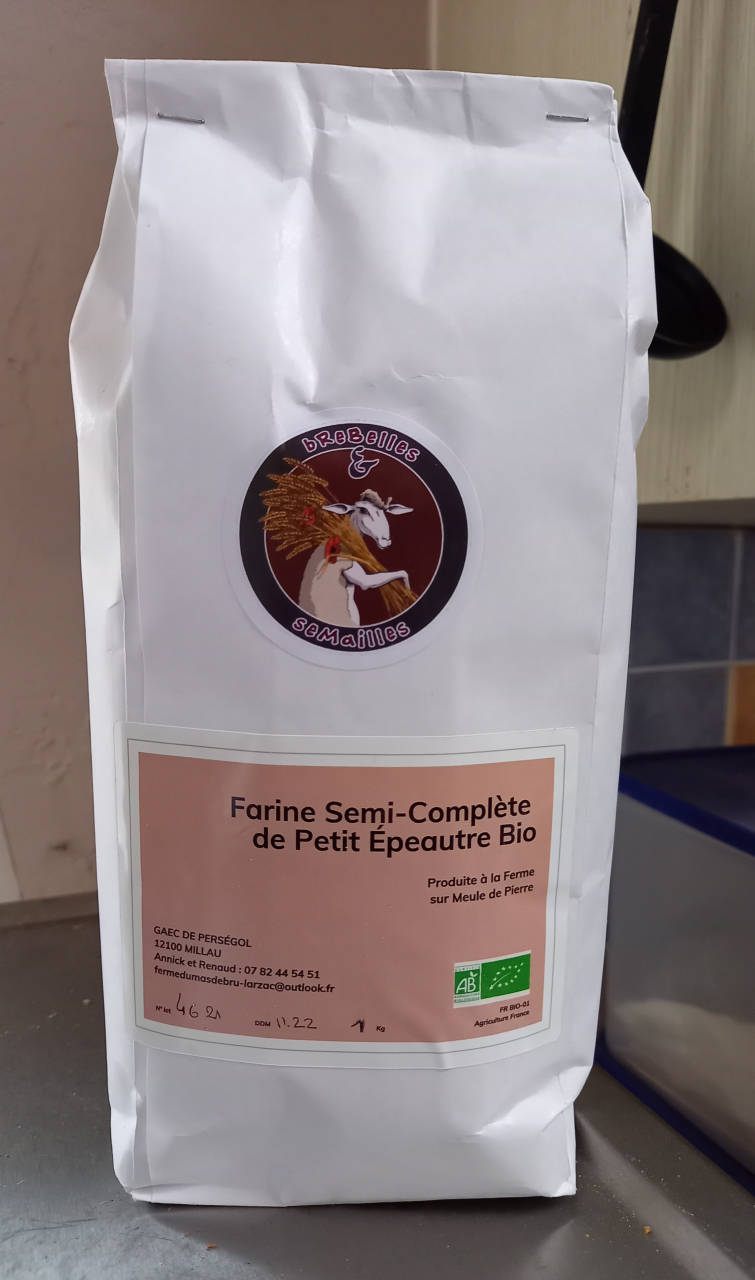 bReBelles
&
seMailles
Farine Semi-Complète
de Petit Épeautre Bio
Produite à la Ferme
sur Meule de Pierre
GAEC DE PERSÉGOL
12100 MILLAU
Annick et Renaud : 07 82 44 54 51
fermedumasdebru-larzac@outlook.fr
AB
FR BIO-01
Agriculture France
N° lot 46 21 DDM 11.22 1 Kg